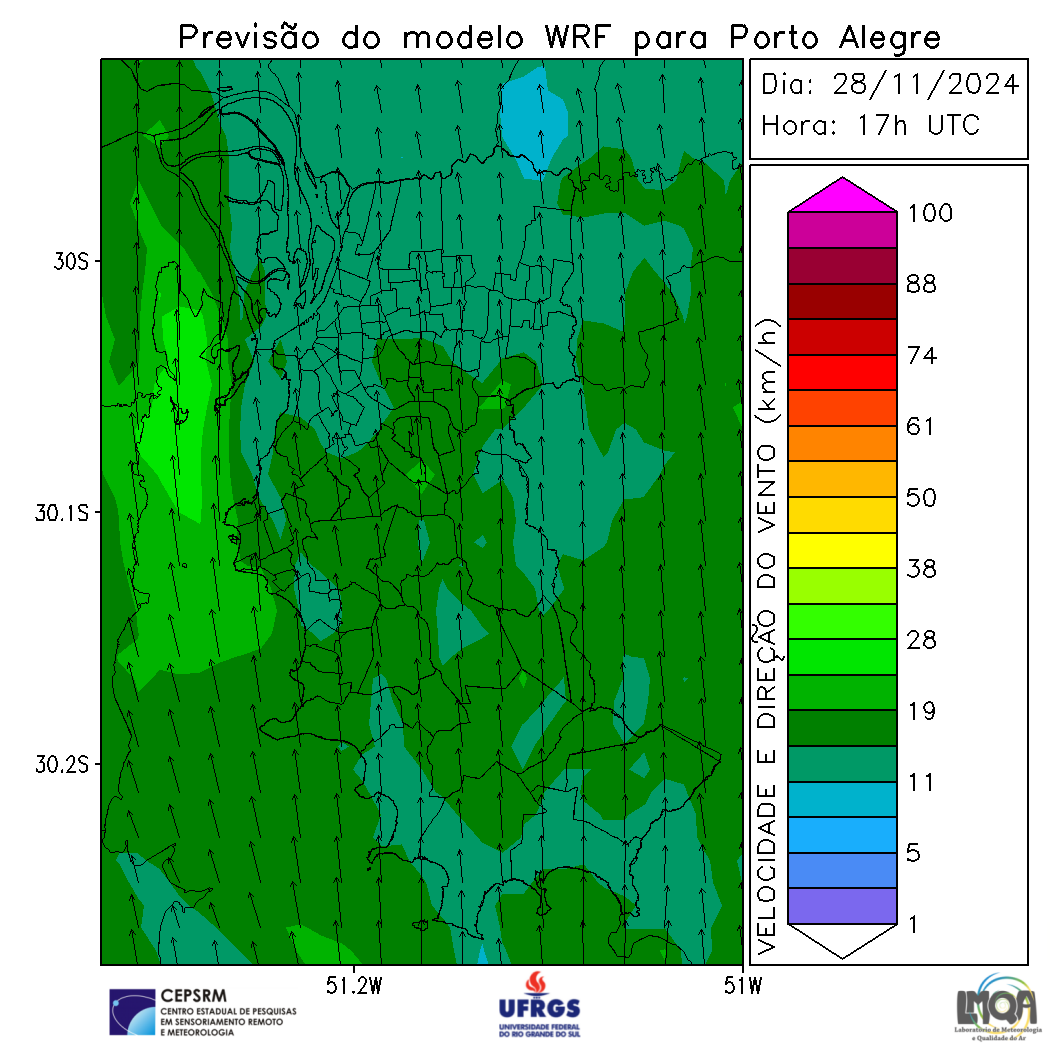 Previsão do modelo WRF para Porto Alegre
Dia: 28/11/2024
Hora: 17h UTC
30S
30.1S
30.2S
51.2W
51W
VELOCIDADE E DIREÇÃO DO VENTO (km/h)
100
88
74
61
50
38
28
19
11
5
1
CEPSRM
CENTRO ESTADUAL DE PESQUISAS
EM SENSORIAMENTO REMOTO
E METEOROLOGIA
UFRGS
UNIVERSIDADE FEDERAL
DO RIO GRANDE DO SUL
LMQA
Laboratório de Meteorologia
e Qualidade do Ar